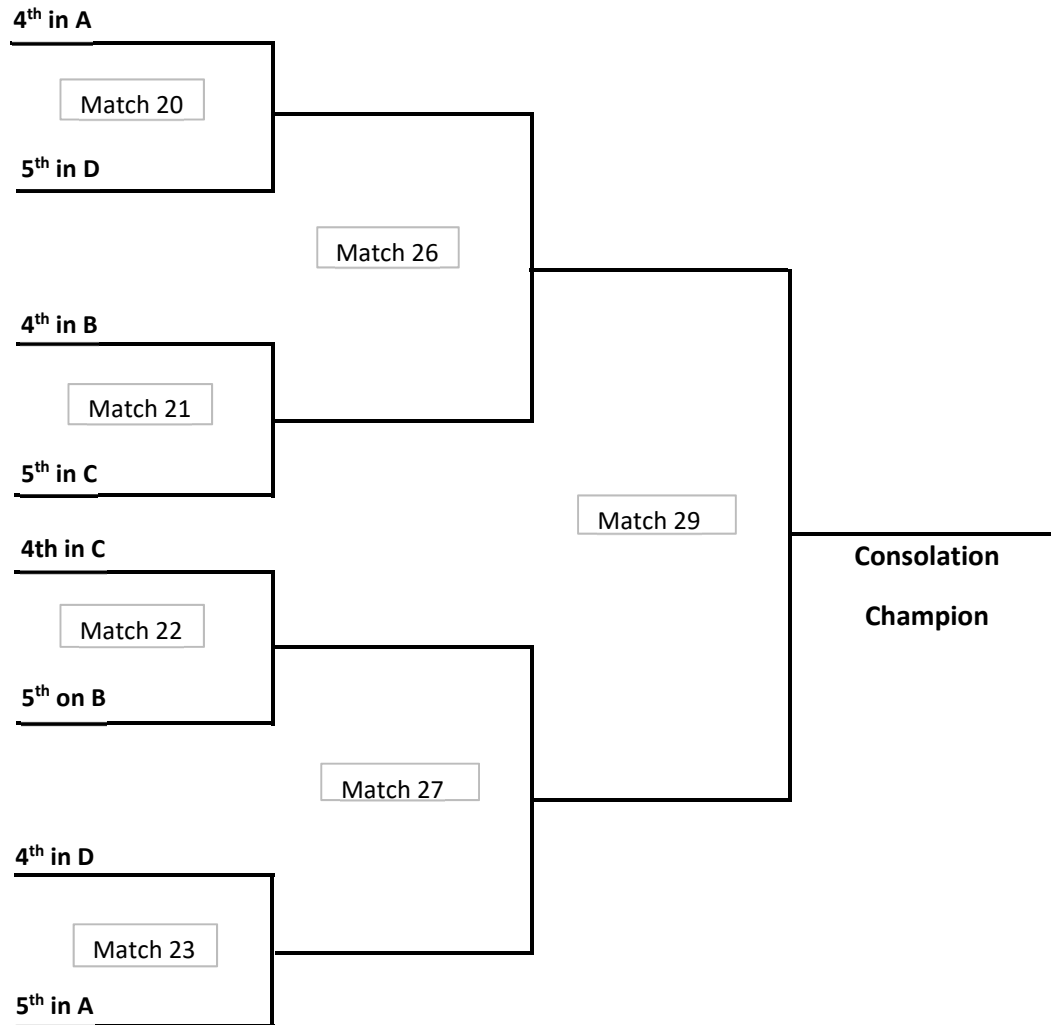 4th in A
Match 20
5th in D
Match 26
4th in B
Match 21
5th in C
Match 29
4th in C
Consolation
Champion
Match 22
5th on B
Match 27
4th in D
Match 23
5th in A